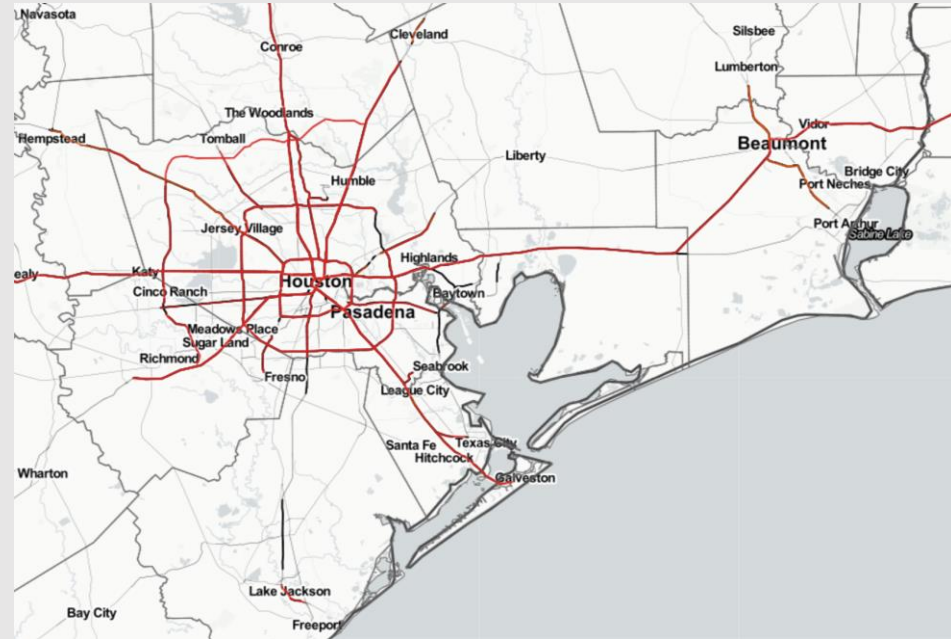 Navasota
Conroe
Cleveland
Silsbee
Lumberton
The Woodlands
Hempstead
Tomball
Vidor
Beaumont
Liberty
Humble
Bridge City
Port Neches
Jersey Village
Port Arthur
Sabine Lake
Highlands
ealy
Katy
Houston
Cinco Ranch
Baytown
Pasadena
Meadows Place
Sugar Land
Richmond
Seabrook
Fresno
League City
Santa Fe
Texas City
Hitchcock
Wharton
Galveston
Lake Jackson
Bay City
Freeport